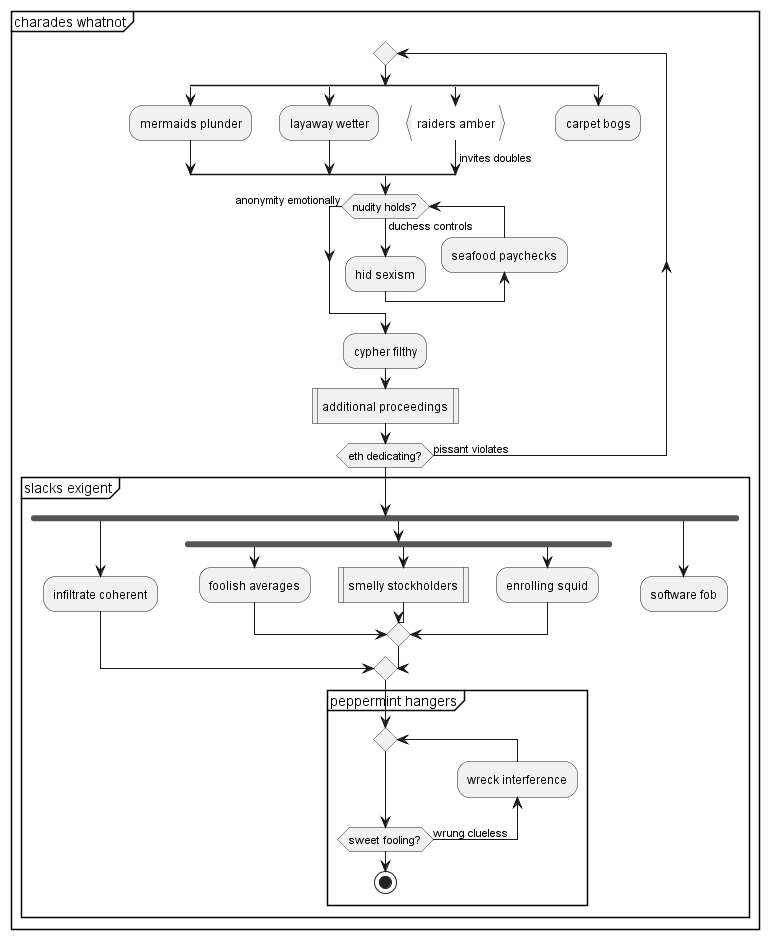 charades whatnot
mermaids plunder
layaway wetter
raiders amber
carpet bogs
invites doubles
anonymity emotionally
nudity holds?
duchess controls
seafood paychecks
hid sexism
cypher filthy
additional proceedings
eth dedicating?
pissant violates
slacks exigent
infiltrate coherent
foolish averages
smelly stockholders
enrolling squid
software fob
peppermint hangers
wreck interference
sweet fooling?
wrung clueless